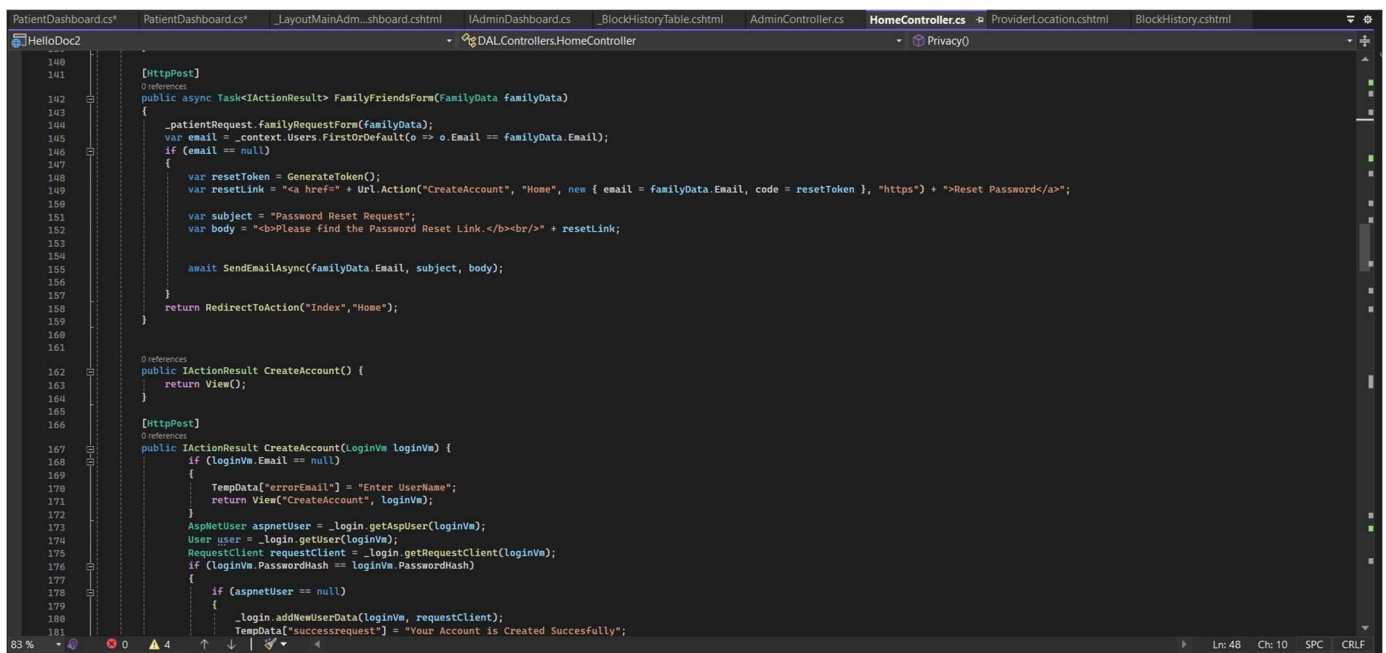 PatientDashboard.cs* PatientDashboard.cs* _LayoutMainAdm...shboard.cshtml IAdminDashboard.cs _BlockHistoryTable.cshtml AdminController.cs HomeController.cs ProviderLocation.cshtml BlockHistory.cshtml
HelloDoc2 DAL.Controllers.HomeController Privacy()
140
141 [HttpPost]
0 references
142 public async Task<IActionResult> FamilyFriendsForm(FamilyData familyData)
143 {
144 _patientRequest.familyRequestForm(familyData);
145 var email = _context.Users.FirstOrDefault(o => o.Email == familyData.Email);
146 if (email == null)
147 {
148 var resetToken = GenerateToken();
149 var resetLink = "<a href=" + Url.Action("CreateAccount", "Home", new { email = familyData.Email, code = resetToken }, "https") + ">Reset Password</a>";
150
151 var subject = "Password Reset Request";
152 var body = "<b>Please find the Password Reset Link.</b><br/>" + resetLink;
153
154
155 await SendEmailAsync(familyData.Email, subject, body);
156
157 }
158 return RedirectToAction("Index","Home");
159 }
160
161
0 references
162 public IActionResult CreateAccount() {
163 return View();
164 }
165
166 [HttpPost]
0 references
167 public IActionResult CreateAccount(LoginVm loginVm) {
168 if (loginVm.Email == null)
169 {
170 TempData["errorEmail"] = "Enter UserName";
171 return View("CreateAccount", loginVm);
172 }
173 AspNetUser aspnetUser = _login.getAspUser(loginVm);
174 User user = _login.getUser(loginVm);
175 RequestClient requestClient = _login.getRequestClient(loginVm);
176 if (loginVm.PasswordHash == loginVm.PasswordHash)
177 {
178 if (aspnetUser == null)
179 {
180 _login.addNewUserData(loginVm, requestClient);
181 TempData["successrequest"] = "Your Account is Created Succesfully";
83 % 0 4 Ln: 48 Ch: 10 SPC CRLF